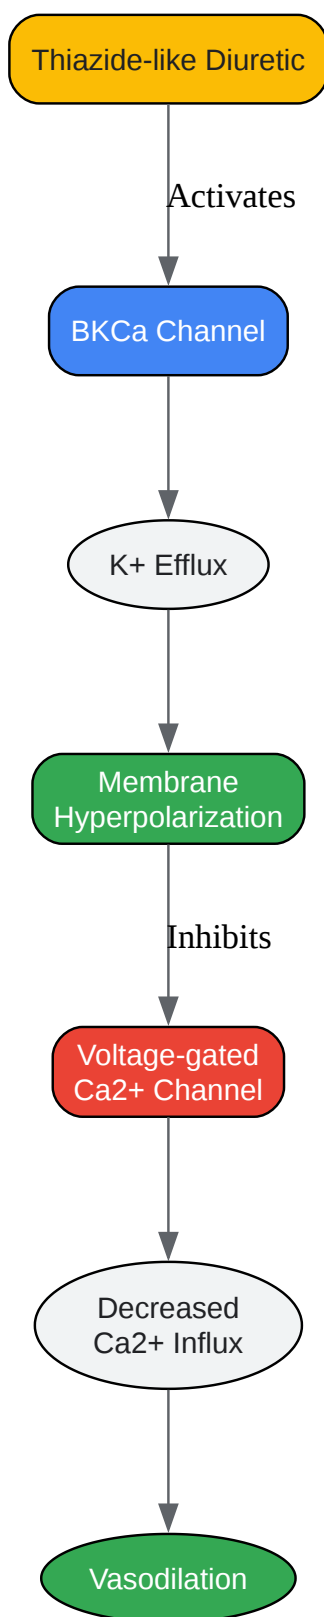 Thiazide-like Diuretic
Activates
BKCa Channel
K+ Efflux
Membrane
Hyperpolarization
Inhibits
Voltage-gated
Ca2+ Channel
Decreased
Ca2+ Influx
Vasodilation